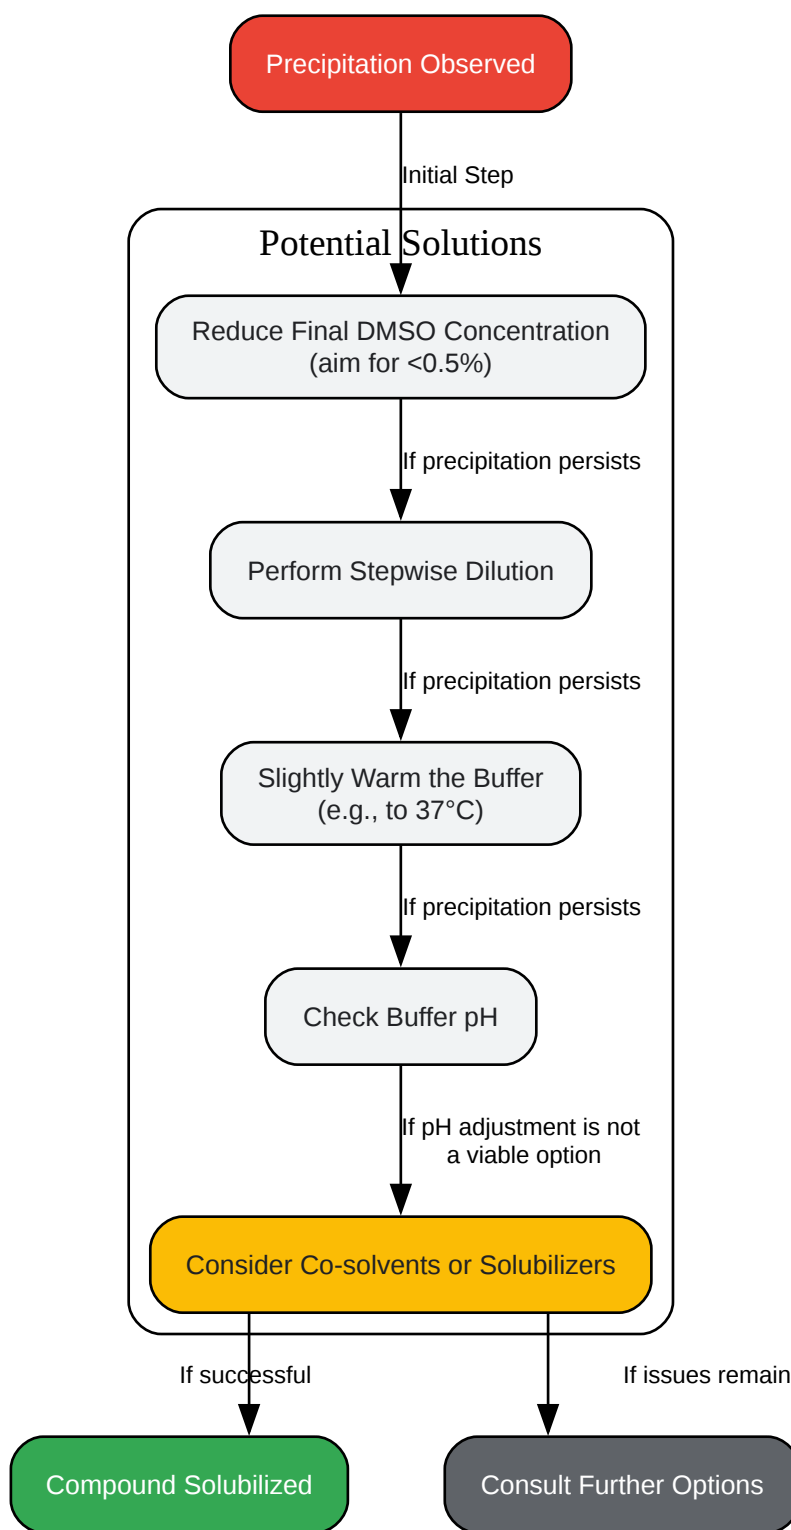 Precipitation Observed
Initial Step
Potential Solutions
Reduce Final DMSO Concentration
(aim for <0.5%)
If precipitation persists
Perform Stepwise Dilution
If precipitation persists
Slightly Warm the Buffer
(e.g., to 37°C)
If precipitation persists
Check Buffer pH
If pH adjustment is not
a viable option
Consider Co-solvents or Solubilizers
If successful
If issues remain
Compound Solubilized
Consult Further Options